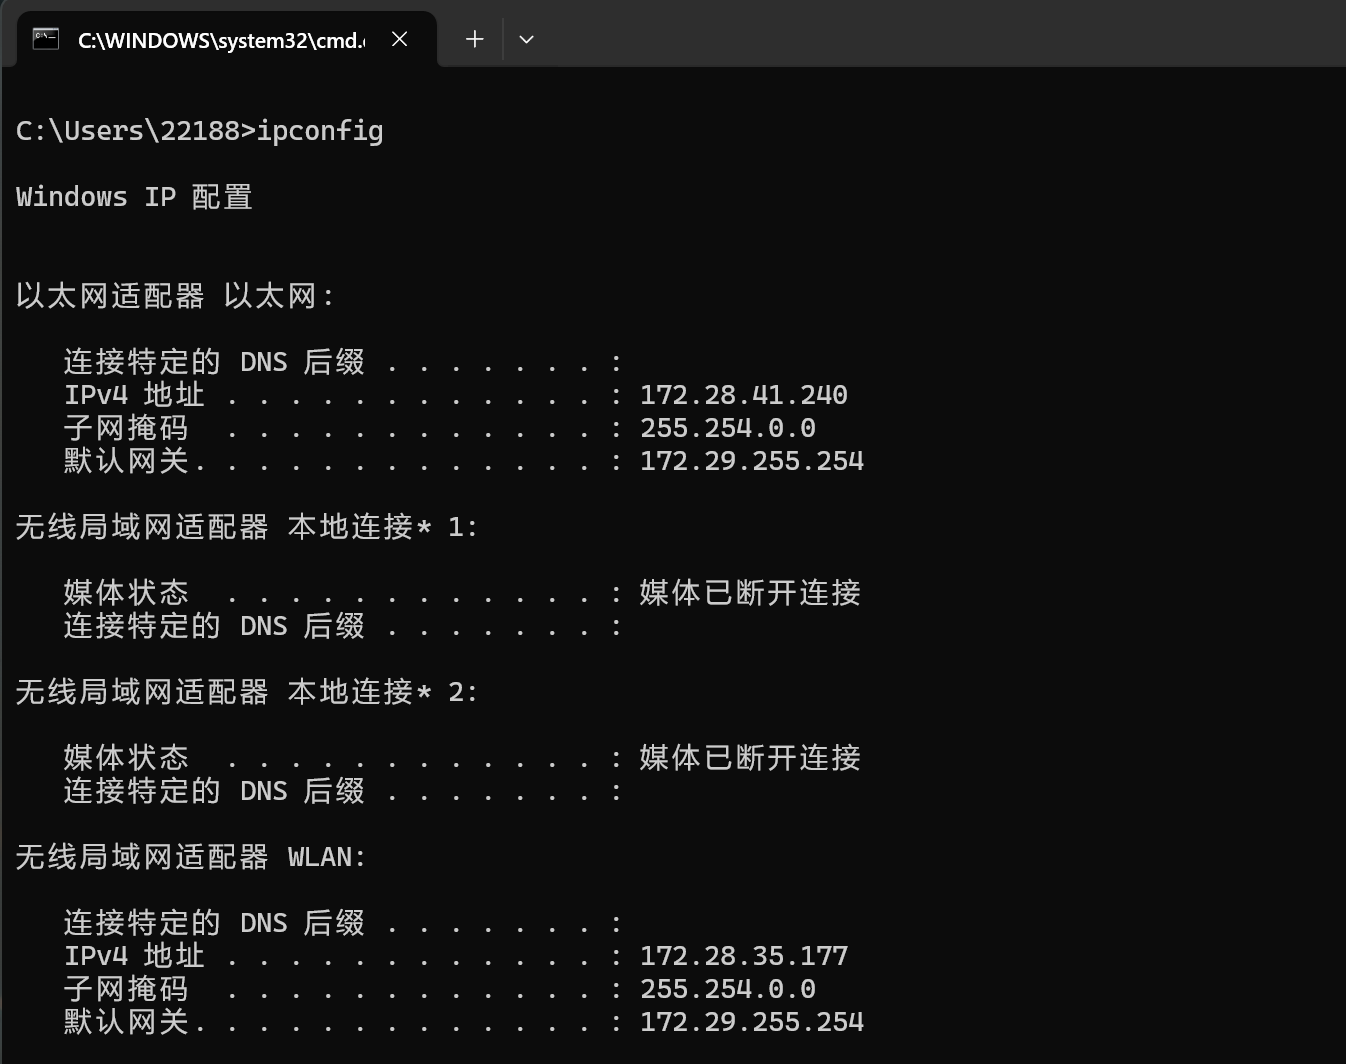 C:\WINDOWS\system32\cmd.
C:\Users\22188>ipconfig
Windows IP 配置
以太网适配器 以太网:
连接特定的 DNS 后缀 . . . . . . . :
IPv4 地址 . . . . . . . . . . . . : 172.28.41.240
子网掩码  . . . . . . . . . . . . : 255.254.0.0
默认网关. . . . . . . . . . . . . : 172.29.255.254
无线局域网适配器 本地连接* 1:
媒体状态  . . . . . . . . . . . . : 媒体已断开连接
连接特定的 DNS 后缀 . . . . . . . :
无线局域网适配器 本地连接* 2:
媒体状态  . . . . . . . . . . . . : 媒体已断开连接
连接特定的 DNS 后缀 . . . . . . . :
无线局域网适配器 WLAN:
连接特定的 DNS 后缀 . . . . . . . :
IPv4 地址 . . . . . . . . . . . . : 172.28.35.177
子网掩码  . . . . . . . . . . . . : 255.254.0.0
默认网关. . . . . . . . . . . . . : 172.29.255.254